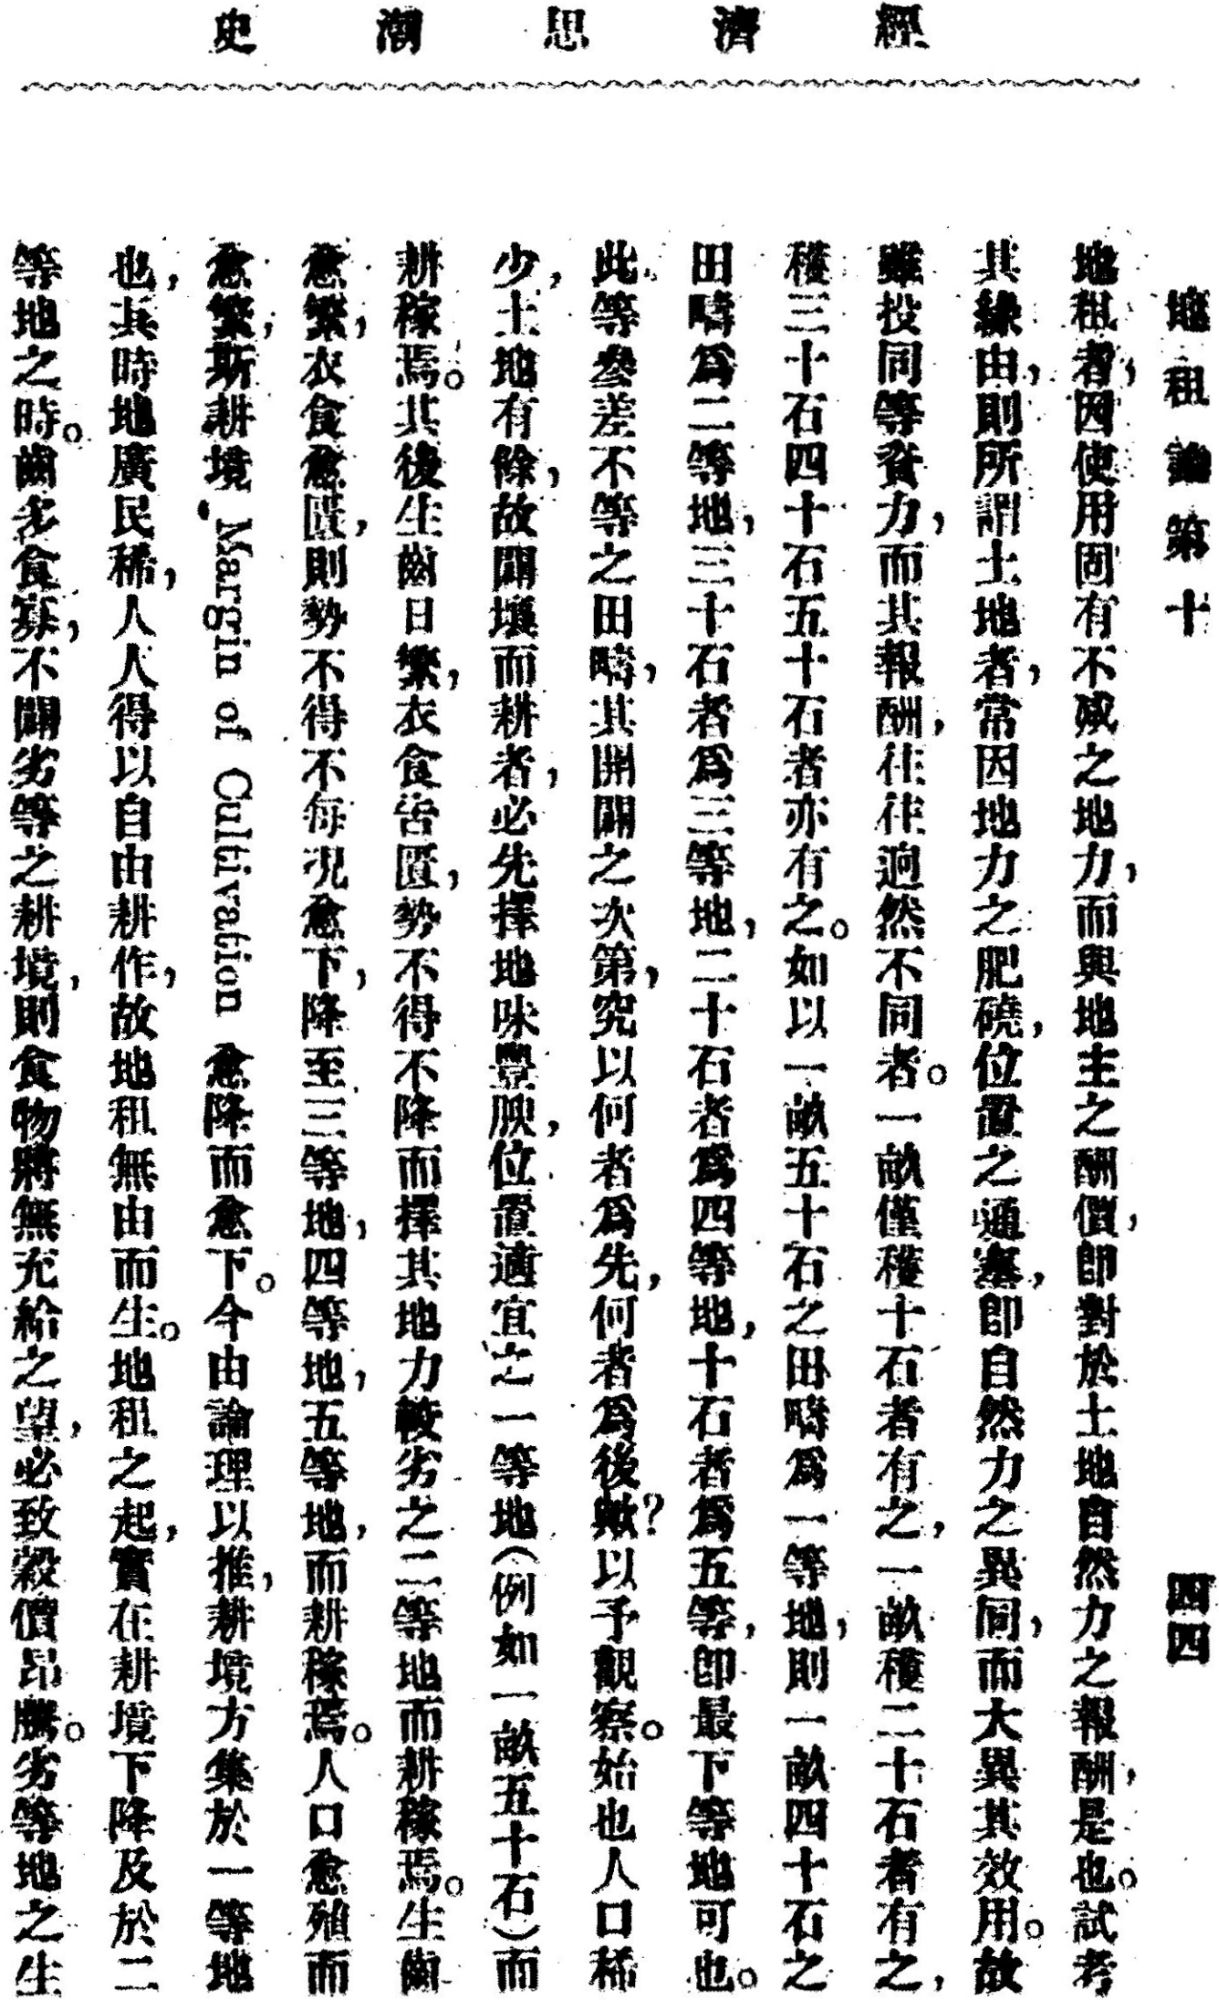 經濟思潮史
地租論第十 四四
地租者，因使用固有不滅之地力，而與地主之酬價，卽對於土地自然力之報酬，是也。試考
其緣由，則所謂土地者，常因地力之肥磽，位置之通塞，卽自然力之異同，而大異其效用。故
雖投同等資力，而其報酬，往往逈然不同者。一畝僅穫十石者有之，一畝穫二十石者有之，
穫三十石四十石五十石者亦有之。如以一畝五十石之田疇爲一等地，則一畝四十石之
田疇爲二等地，三十石者爲三等地，二十石者爲四等地，十石者爲五等，卽最下等地可也。
此等參差不等之田疇，其開闢之次第，究以何者爲先，何者爲後歟？以予觀察。始也人口稀
少，土地有餘，故闢壤而耕者，必先擇地味豐腴，位置適宜之一等地（例如一畝五十石）而
耕稼焉。其後生齒日繁，衣食告匱，勢不得不降而擇其地力較劣之二等地而耕稼焉。生齒
愈繁，衣食愈匱，則勢不得不每況愈下，降至三等地，四等地，五等地，而耕稼焉。人口愈殖而
愈繁，斯耕境 Margin of Cultivation 愈降而愈下。今由論理以推，耕境方集於一等地
也，其時地廣民稀，人人得以自由耕作，故地租無由而生。地租之起，實在耕境下降及於二
等地之時。齒多食寡，不闢劣等之耕境，則食物將無充給之望，必致穀價昂騰。劣等地之生